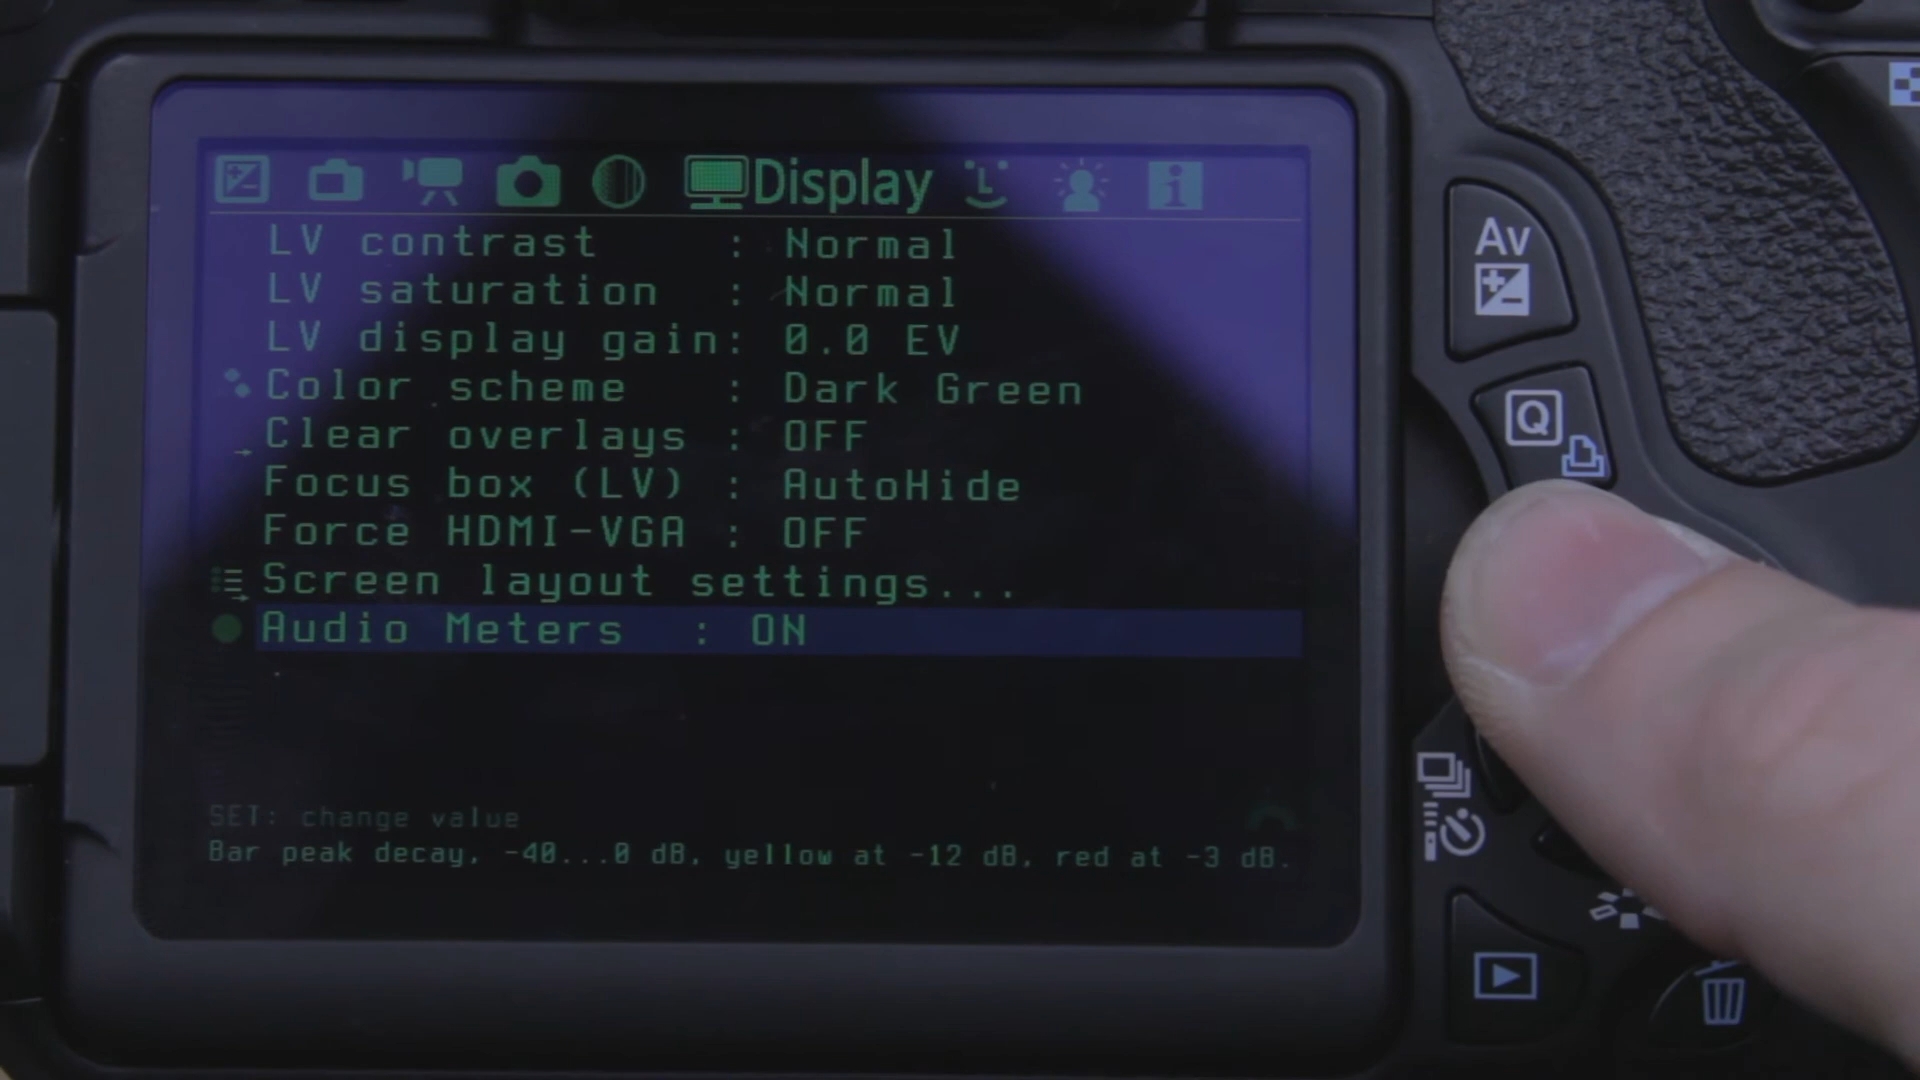 Display
LV contrast : Normal
LV saturation : Normal
LV display gain: 0.0 EV
Color scheme : Dark Green
Clear overlays : OFF
Focus box (LV) : AutoHide
Force HDMI-VGA : OFF
Screen layout settings...
Audio Meters : ON
SET: change value
Bar peak decay, -40...0 dB, yellow at -12 dB, red at -3 dB.
Av
Q